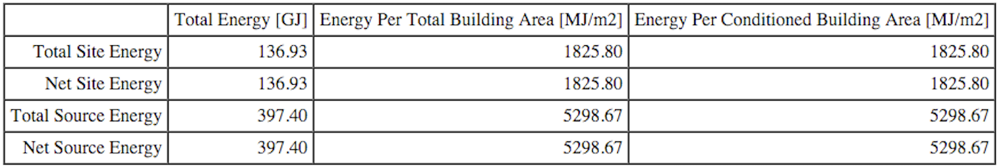 Total Energy [GJ] Energy Per Total Building Area [MJ/m2] Energy Per Conditioned Building Area [MJ/m2]
Total Site Energy 136.93 1825.80 1825.80
Net Site Energy 136.93 1825.80 1825.80
Total Source Energy 397.40 5298.67 5298.67
Net Source Energy 397.40 5298.67 5298.67